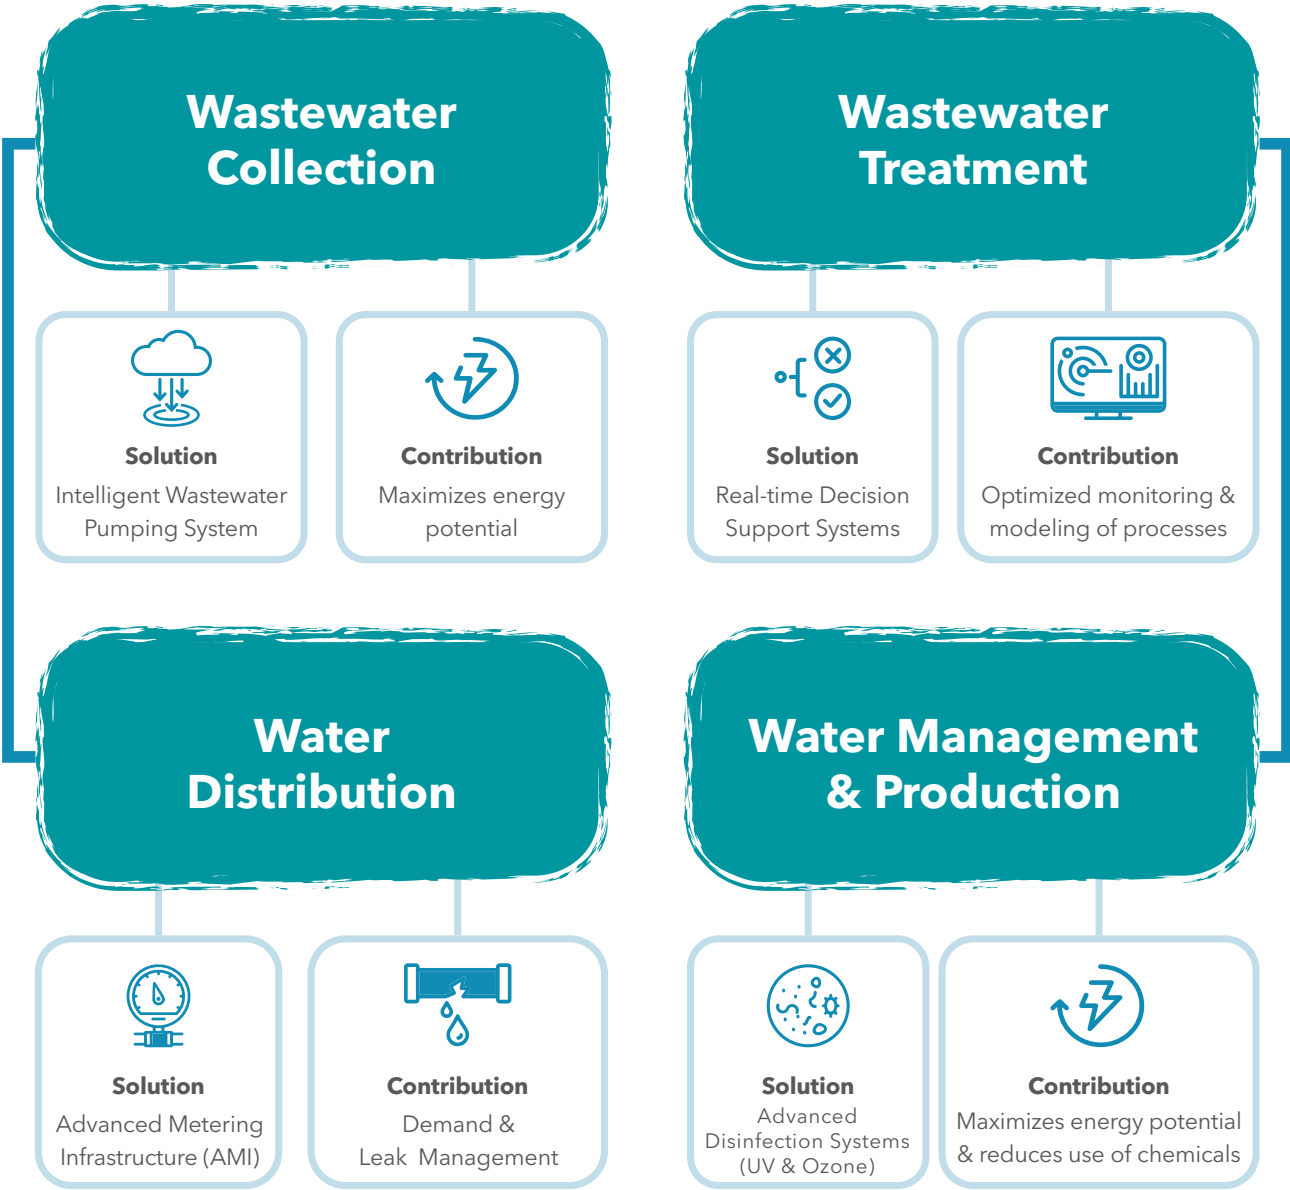 Wastewater
Collection
Solution
Intelligent Wastewater
Pumping System
Contribution
Maximizes energy
potential
Wastewater
Treatment
Solution
Real-time Decision
Support Systems
Contribution
Optimized monitoring &
modeling of processes
Water
Distribution
Solution
Advanced Metering
Infrastructure (AMI)
Contribution
Demand &
Leak Management
Water Management
& Production
Solution
Advanced
Disinfection Systems
(UV & Ozone)
Contribution
Maximizes energy potential
& reduces use of chemicals